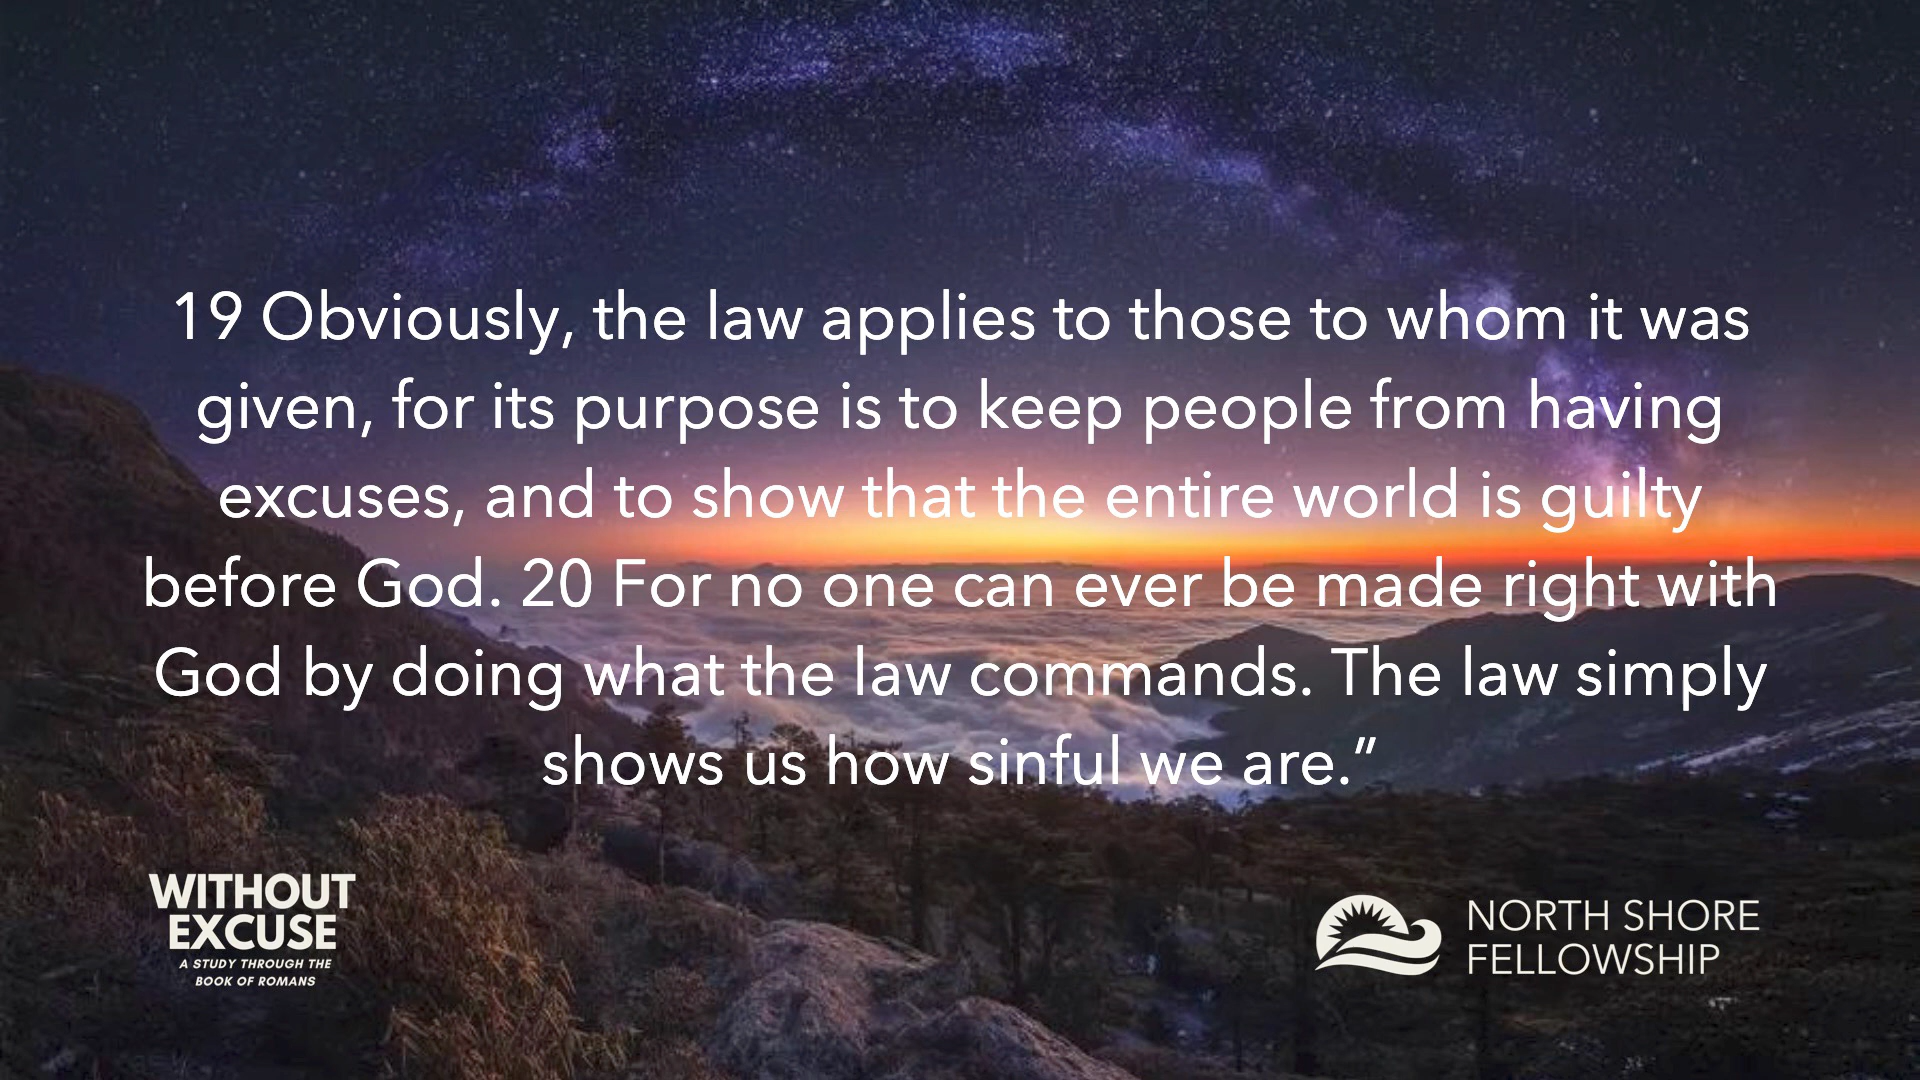 19 Obviously, the law applies to those to whom it was
given, for its purpose is to keep people from having
excuses, and to show that the entire world is guilty
before God. 20 For no one can ever be made right with
God by doing what the law commands. The law simply
shows us how sinful we are.”
WITHOUT
EXCUSE
A STUDY THROUGH THE
BOOK OF ROMANS
NORTH SHORE
FELLOWSHIP